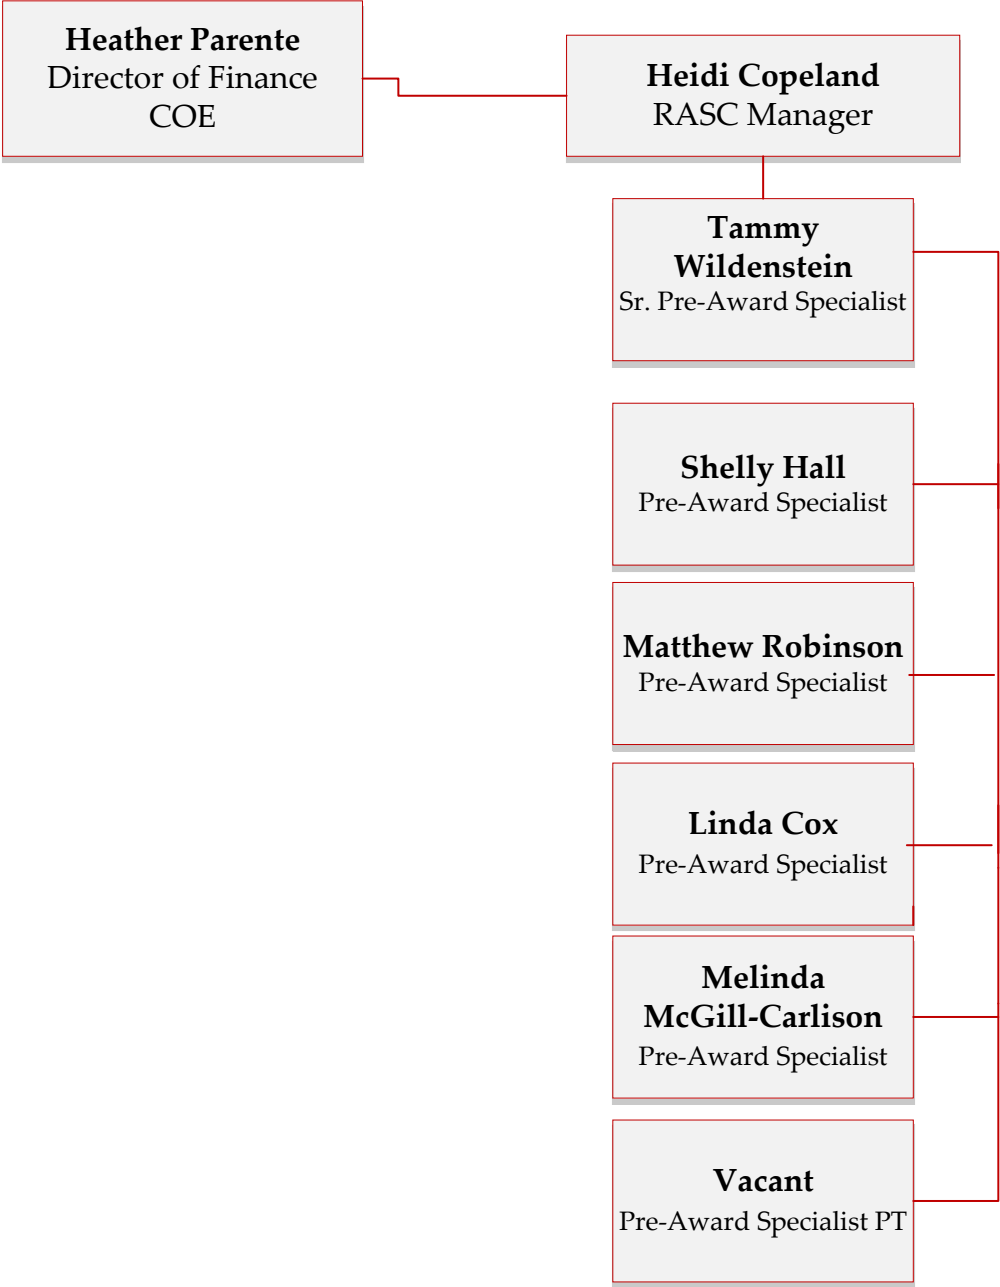 Heather Parente
Director of Finance
COE
Heidi Copeland
RASC Manager
Tammy
Wildenstein
Sr. Pre-Award Specialist
Shelly Hall
Pre-Award Specialist
Matthew Robinson
Pre-Award Specialist
Linda Cox
Pre-Award Specialist
Melinda
McGill-Carlison
Pre-Award Specialist
Vacant
Pre-Award Specialist PT